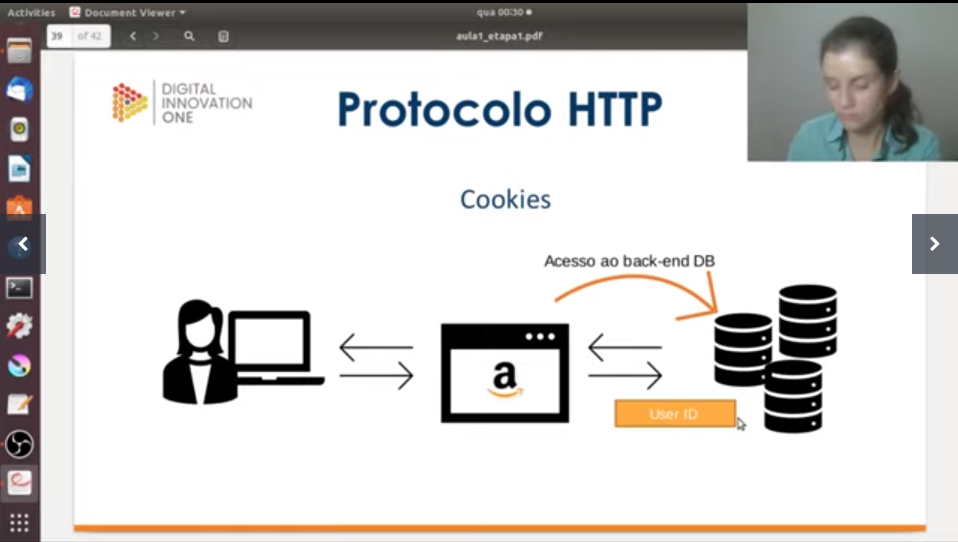 Activities
Document Viewer
qua 00:30
39
of 42
aula1_etapa1.pdf
DIGITAL
INNOVATION
ONE
Protocolo HTTP
Cookies
Acesso ao back-end DB
a
User ID